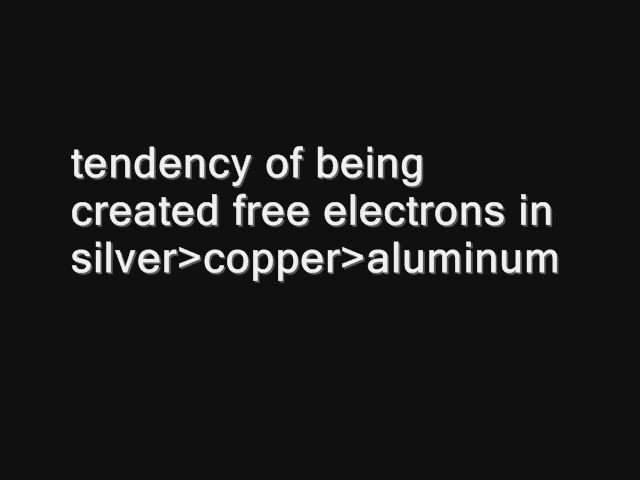 tendency of being
created free electrons in
silver>copper>aluminum